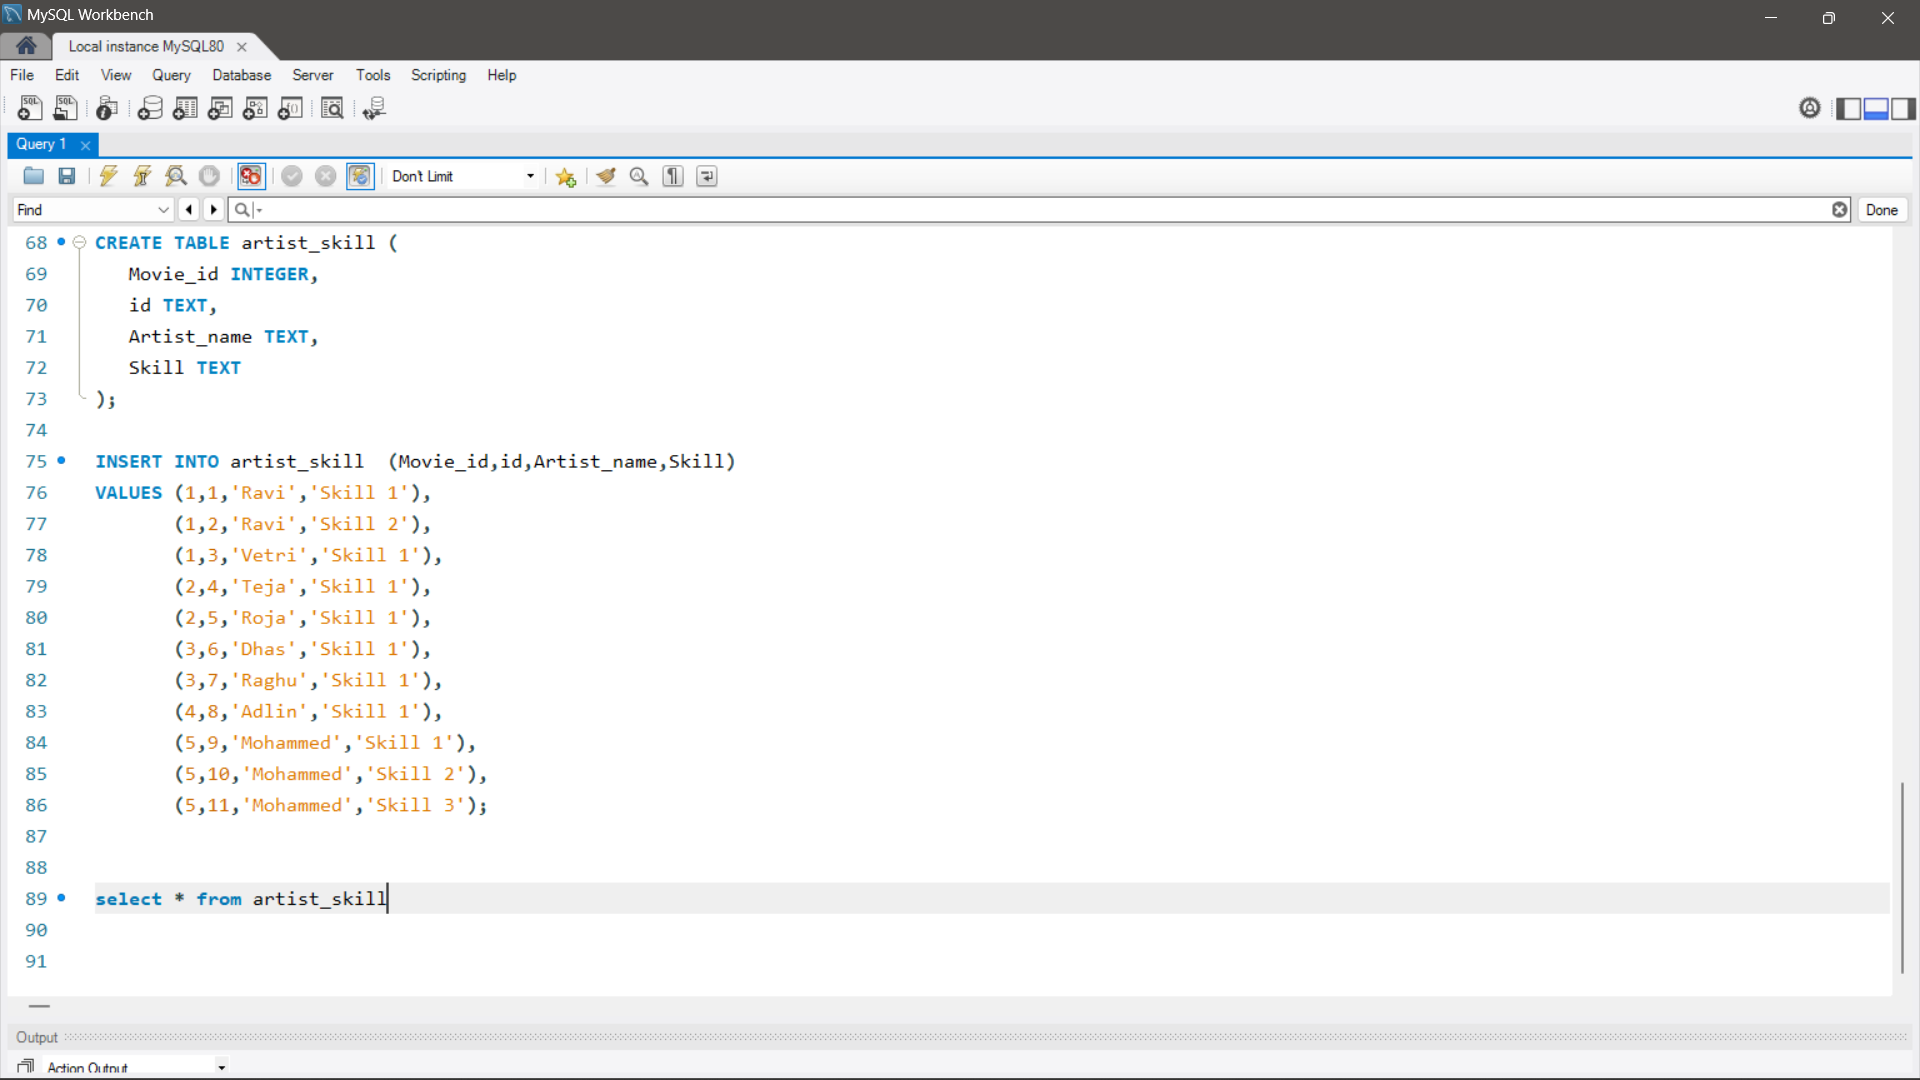 MySQL Workbench
Local instance MySQL80
File Edit View Query Database Server Tools Scripting Help
Query 1
Don't Limit
Find Done
68 CREATE TABLE artist_skill (
69 Movie_id INTEGER,
70 id TEXT,
71 Artist_name TEXT,
72 Skill TEXT
73 );
74
75 INSERT INTO artist_skill (Movie_id,id,Artist_name,Skill)
76 VALUES (1,1,'Ravi','Skill 1'),
77 (1,2,'Ravi','Skill 2'),
78 (1,3,'Vetri','Skill 1'),
79 (2,4,'Teja','Skill 1'),
80 (2,5,'Roja','Skill 1'),
81 (3,6,'Dhas','Skill 1'),
82 (3,7,'Raghu','Skill 1'),
83 (4,8,'Adlin','Skill 1'),
84 (5,9,'Mohammed','Skill 1'),
85 (5,10,'Mohammed','Skill 2'),
86 (5,11,'Mohammed','Skill 3');
87
88
89 select * from artist_skill
90
91
Output
Action Output